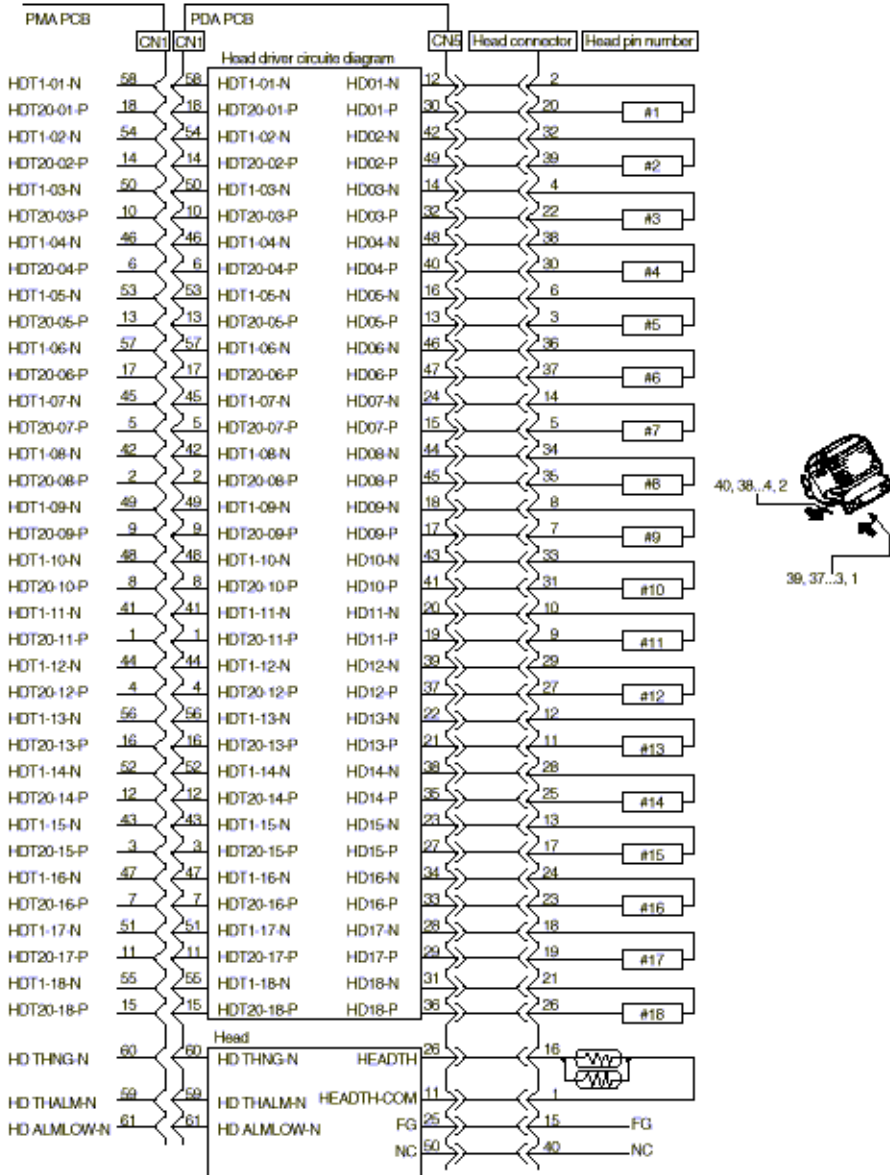 PMA PCB PDA PCB
CN1 CN1 CN5 Head connector Head pin number
Head driver circuite diagram
HDT1-01-N 58 58 HDT1-01-N HD01-N 12 2
HDT20-01-P 18 18 HDT20-01-P HD01-P 30 20 #1
HDT1-02-N 54 54 HDT1-02-N HD02-N 42 32
HDT20-02-P 14 14 HDT20-02-P HD02-P 49 39 #2
HDT1-03-N 50 50 HDT1-03-N HD03-N 14 4
HDT20-03-P 10 10 HDT20-03-P HD03-P 32 22 #3
HDT1-04-N 46 46 HDT1-04-N HD04-N 48 38
HDT20-04-P 6 6 HDT20-04-P HD04-P 40 30 #4
HDT1-05-N 53 53 HDT1-05-N HD05-N 16 6
HDT20-05-P 13 13 HDT20-05-P HD05-P 13 3 #5
HDT1-06-N 57 57 HDT1-06-N HD06-N 46 36
HDT20-06-P 17 17 HDT20-06-P HD06-P 47 37 #6
HDT1-07-N 45 45 HDT1-07-N HD07-N 24 14
HDT20-07-P 5 5 HDT20-07-P HD07-P 15 5 #7
HDT1-08-N 42 42 HDT1-08-N HD08-N 44 34
HDT20-08-P 2 2 HDT20-08-P HD08-P 45 35 #8
40, 38...4, 2
HDT1-09-N 49 49 HDT1-09-N HD09-N 18 8
HDT20-09-P 9 9 HDT20-09-P HD09-P 17 7 #9
HDT1-10-N 48 48 HDT1-10-N HD10-N 43 33
HDT20-10-P 8 8 HDT20-10-P HD10-P 41 31 #10
39, 37...3, 1
HDT1-11-N 41 41 HDT1-11-N HD11-N 20 10
HDT20-11-P 1 1 HDT20-11-P HD11-P 19 9 #11
HDT1-12-N 44 44 HDT1-12-N HD12-N 39 29
HDT20-12-P 4 4 HDT20-12-P HD12-P 37 27 #12
HDT1-13-N 56 56 HDT1-13-N HD13-N 22 12
HDT20-13-P 16 16 HDT20-13-P HD13-P 21 11 #13
HDT1-14-N 52 52 HDT1-14-N HD14-N 38 28
HDT20-14-P 12 12 HDT20-14-P HD14-P 35 25 #14
HDT1-15-N 43 43 HDT1-15-N HD15-N 23 13
HDT20-15-P 3 3 HDT20-15-P HD15-P 27 17 #15
HDT1-16-N 47 47 HDT1-16-N HD16-N 34 24
HDT20-16-P 7 7 HDT20-16-P HD16-P 33 23 #16
HDT1-17-N 51 51 HDT1-17-N HD17-N 28 18
HDT20-17-P 11 11 HDT20-17-P HD17-P 29 19 #17
HDT1-18-N 55 55 HDT1-18-N HD18-N 31 21
HDT20-18-P 15 15 HDT20-18-P HD18-P 36 26 #18
Head
HD THNG-N 60 60 HD THNG-N HEADTH 26 16
HD THALM-N 59 59 HD THALM-N HEADTH-COM 11 1
HD ALMLOW-N 61 61 HD ALMLOW-N FG 25 15 FG
NC 50 40 NC